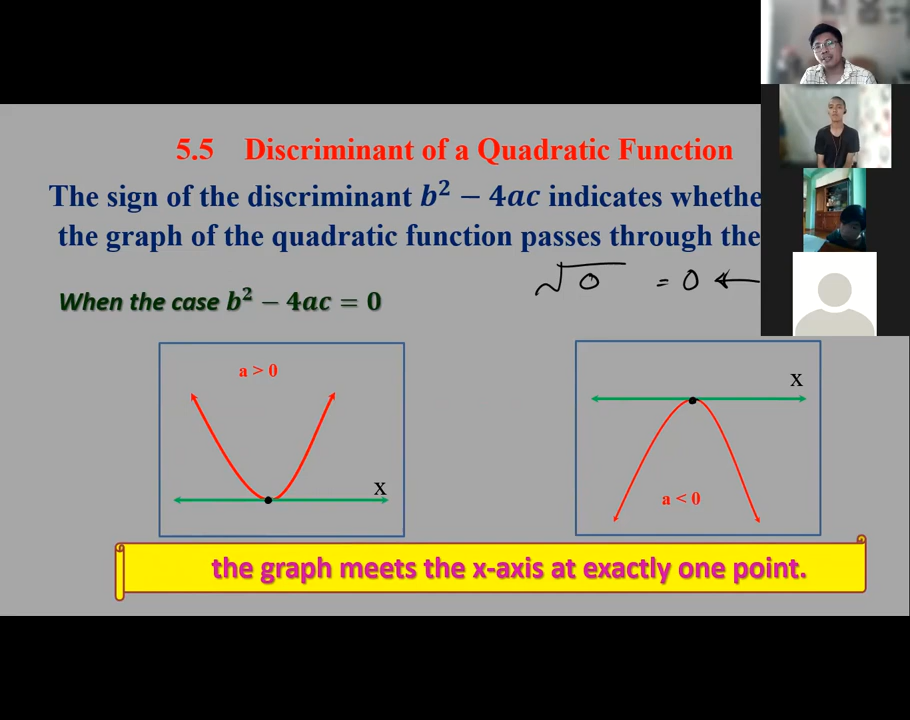 5.5 Discriminant of a Quadratic Function
The sign of the discriminant b² − 4ac indicates
the graph of the quadratic function passes through the
√0 = 0 ←
When the case b² − 4ac = 0
a > 0
x
x
a < 0
the graph meets the x-axis at exactly one point.